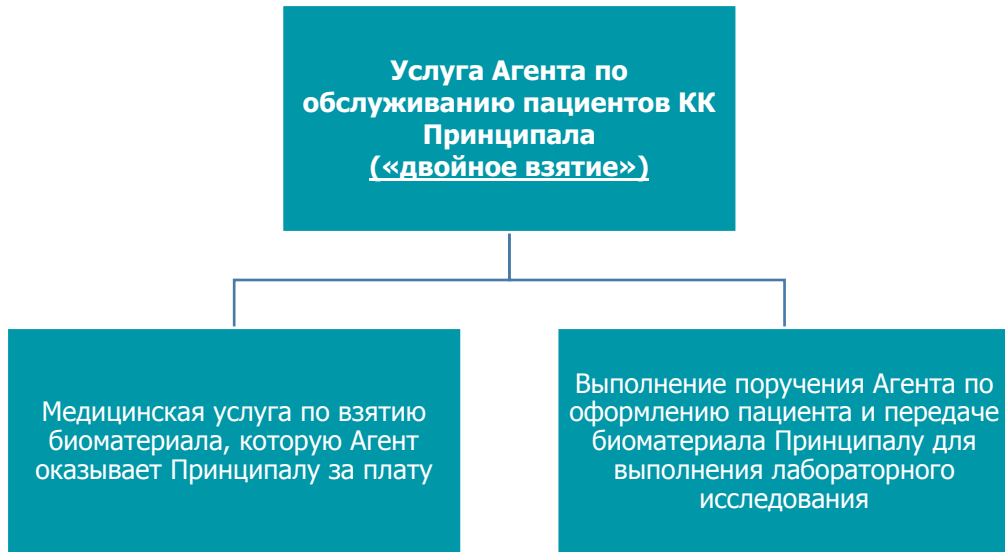 Услуга Агента по
обслуживанию пациентов КК
Принципала
(«двойное взятие»)
Медицинская услуга по взятию
биоматериала, которую Агент
оказывает Принципалу за плату
Выполнение поручения Агента по
оформлению пациента и передаче
биоматериала Принципалу для
выполнения лабораторного
исследования